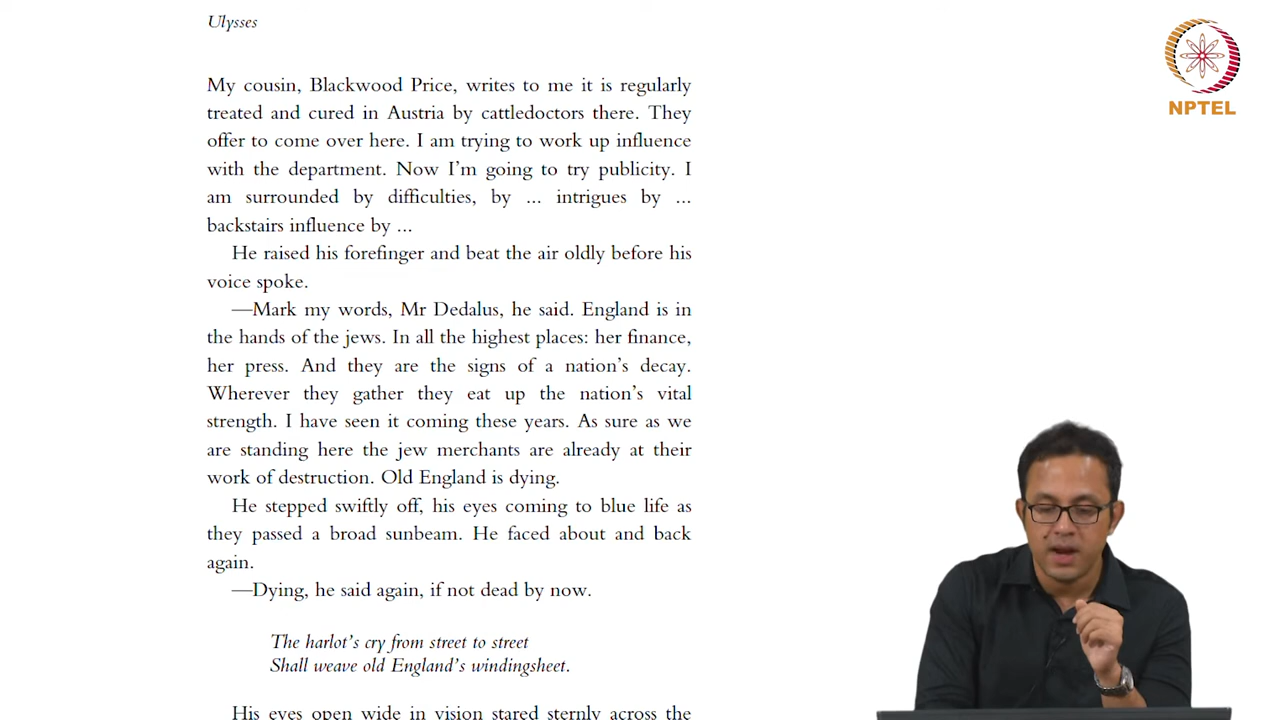 Ulysses
NPTEL
My cousin, Blackwood Price, writes to me it is regularly
treated and cured in Austria by cattledoctors there. They
offer to come over here. I am trying to work up influence
with the department. Now I'm going to try publicity. I
am surrounded by difficulties, by ... intrigues by ...
backstairs influence by ...
He raised his forefinger and beat the air oldly before his
voice spoke.
—Mark my words, Mr Dedalus, he said. England is in
the hands of the jews. In all the highest places: her finance,
her press. And they are the signs of a nation's decay.
Wherever they gather they eat up the nation's vital
strength. I have seen it coming these years. As sure as we
are standing here the jew merchants are already at their
work of destruction. Old England is dying.
He stepped swiftly off, his eyes coming to blue life as
they passed a broad sunbeam. He faced about and back
again.
—Dying, he said again, if not dead by now.
The harlot's cry from street to street
Shall weave old England's windingsheet.
His eyes open wide in vision stared sternly across the